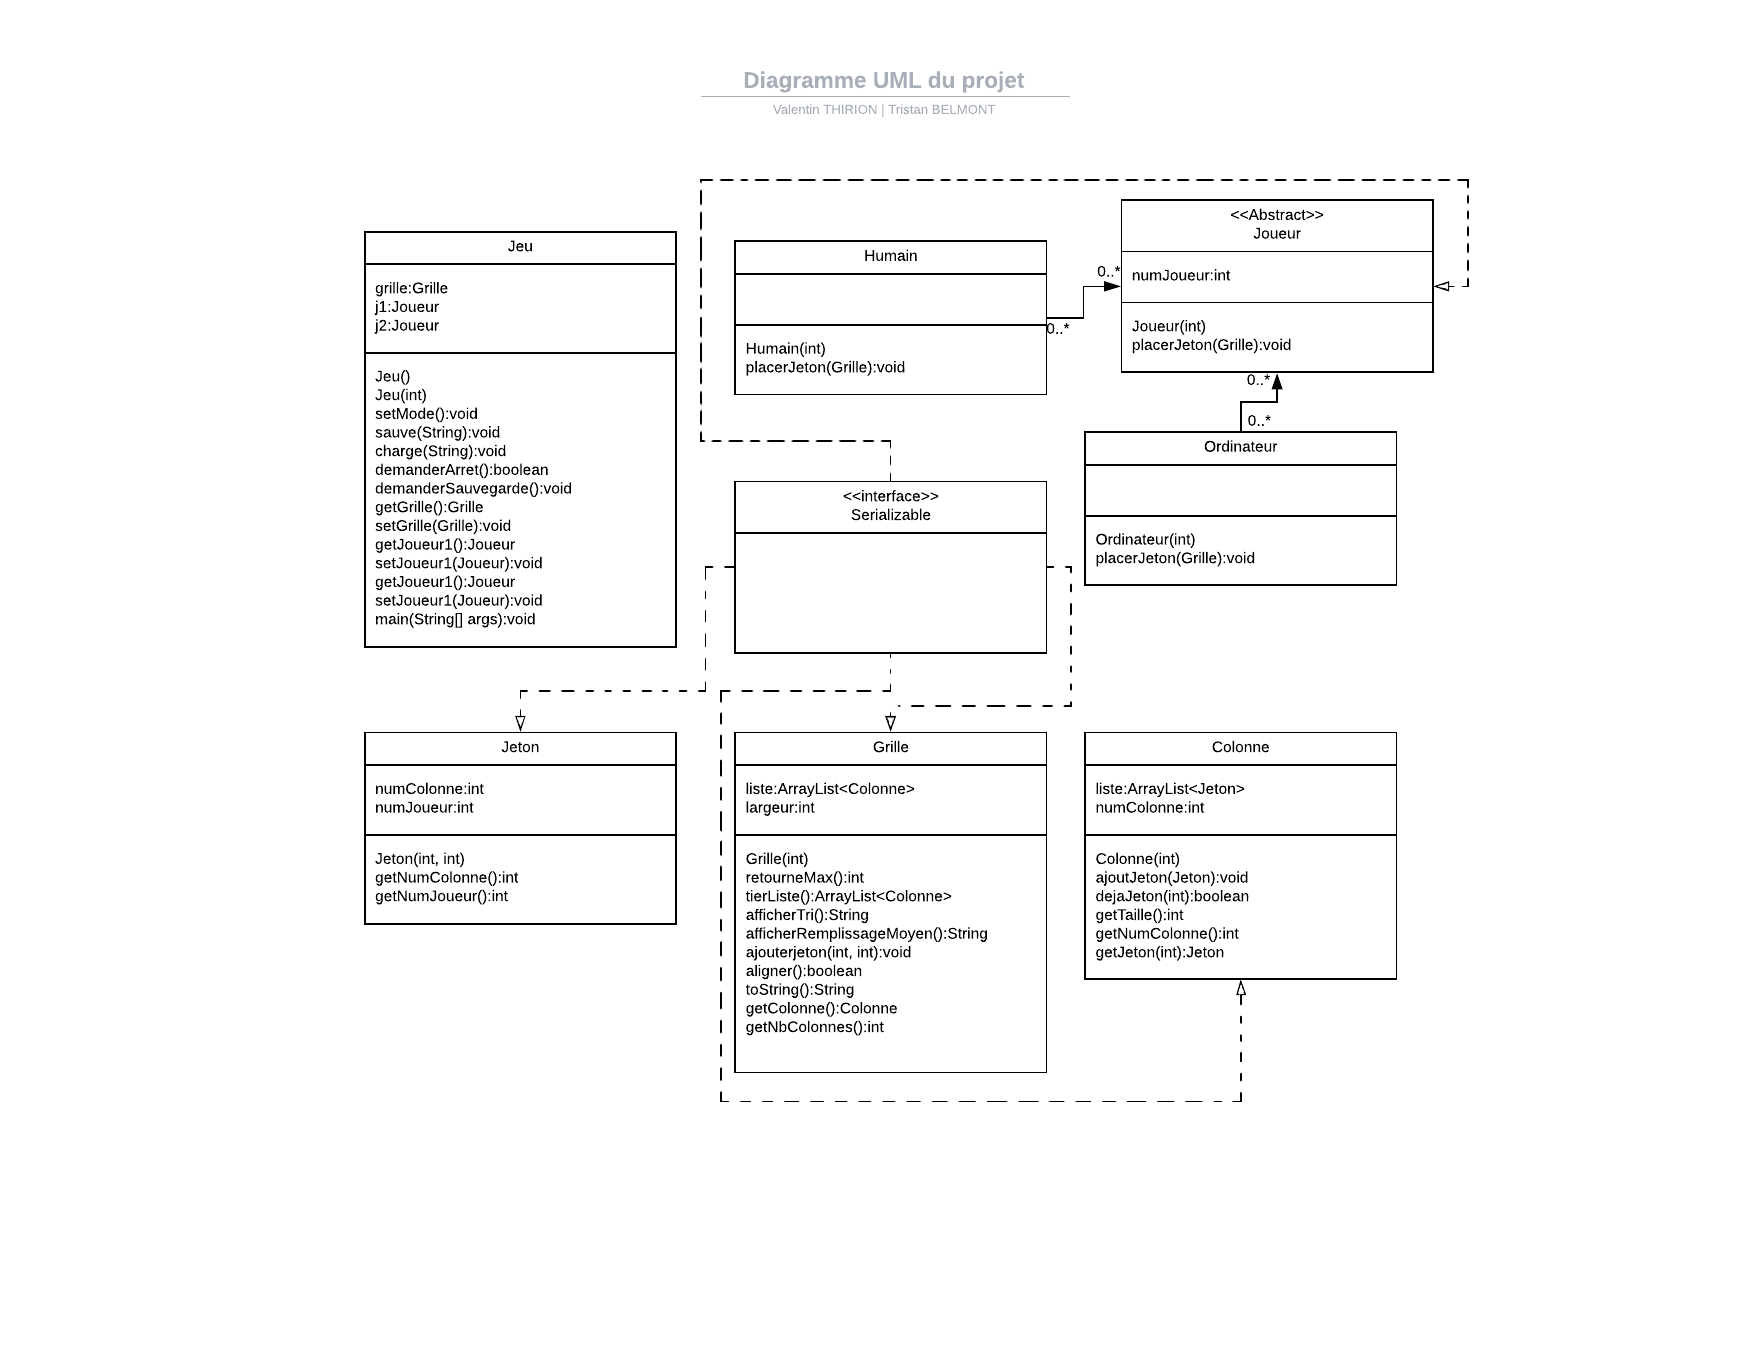 Diagramme UML du projet
Valentin THIRION | Tristan BELMONT
Jeu
grille:Grille
j1:Joueur
j2:Joueur
Jeu()
Jeu(int)
setMode():void
sauve(String):void
charge(String):void
demanderArret():boolean
demanderSauvegarde():void
getGrille():Grille
setGrille(Grille):void
getJoueur1():Joueur
setJoueur1(Joueur):void
getJoueur1():Joueur
setJoueur1(Joueur):void
main(String[] args):void
Humain
Humain(int)
placerJeton(Grille):void
0..*
0..*
<<Abstract>>
Joueur
numJoueur:int
Joueur(int)
placerJeton(Grille):void
0..*
0..*
Ordinateur
Ordinateur(int)
placerJeton(Grille):void
<<interface>>
Serializable
Jeton
numColonne:int
numJoueur:int
Jeton(int, int)
getNumColonne():int
getNumJoueur():int
Grille
liste:ArrayList<Colonne>
largeur:int
Grille(int)
retourneMax():int
tierListe():ArrayList<Colonne>
afficherTri():String
afficherRemplissageMoyen():String
ajouterjeton(int, int):void
aligner():boolean
toString():String
getColonne():Colonne
getNbColonnes():int
Colonne
liste:ArrayList<Jeton>
numColonne:int
Colonne(int)
ajoutJeton(Jeton):void
dejaJeton(int):boolean
getTaille():int
getNumColonne():int
getJeton(int):Jeton